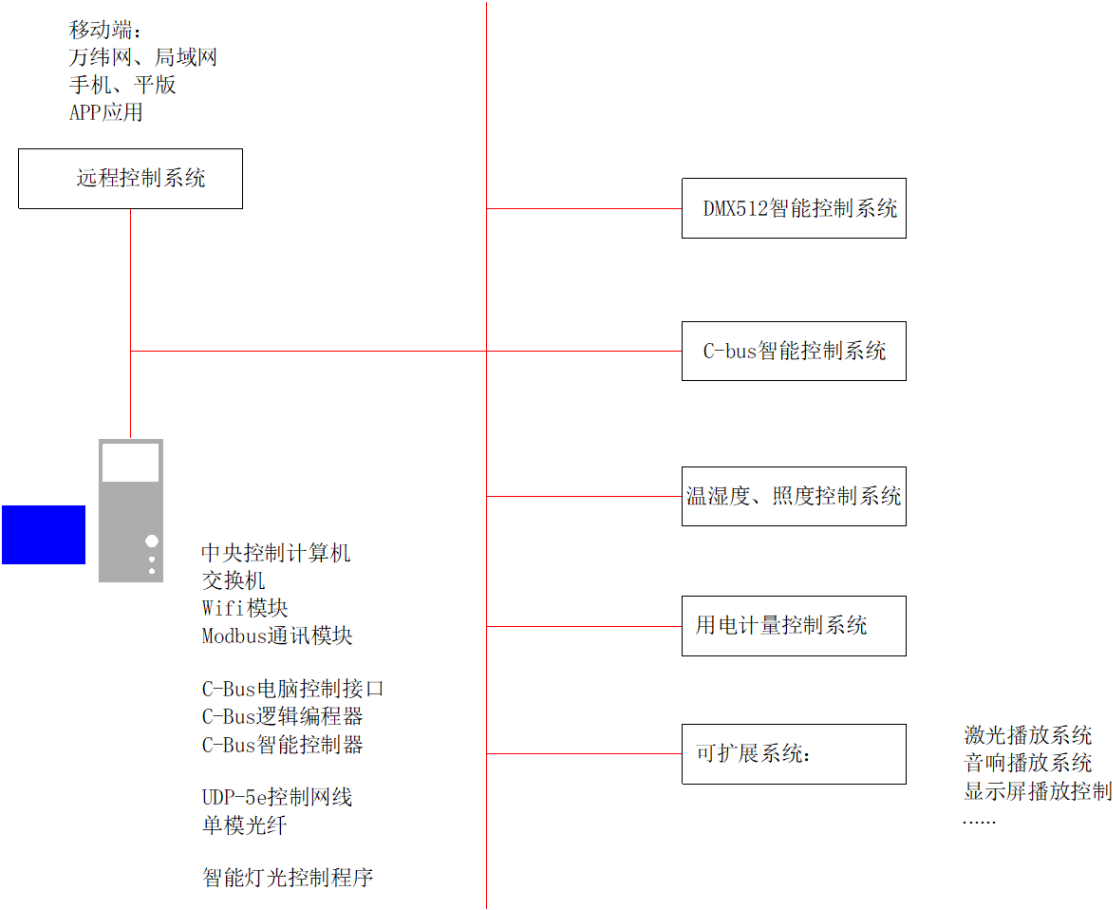 移动端:
万纬网、局域网
手机、平版
APP应用
远程控制系统
DMX512智能控制系统
C-bus智能控制系统
温湿度、照度控制系统
中央控制计算机
交换机
Wifi模块
Modbus通讯模块
用电计量控制系统
C-Bus电脑控制接口
C-Bus逻辑编程器
C-Bus智能控制器
可扩展系统:
激光播放系统
音响播放系统
显示屏播放控制
......
UDP-5e控制网线
单模光纤
智能灯光控制程序